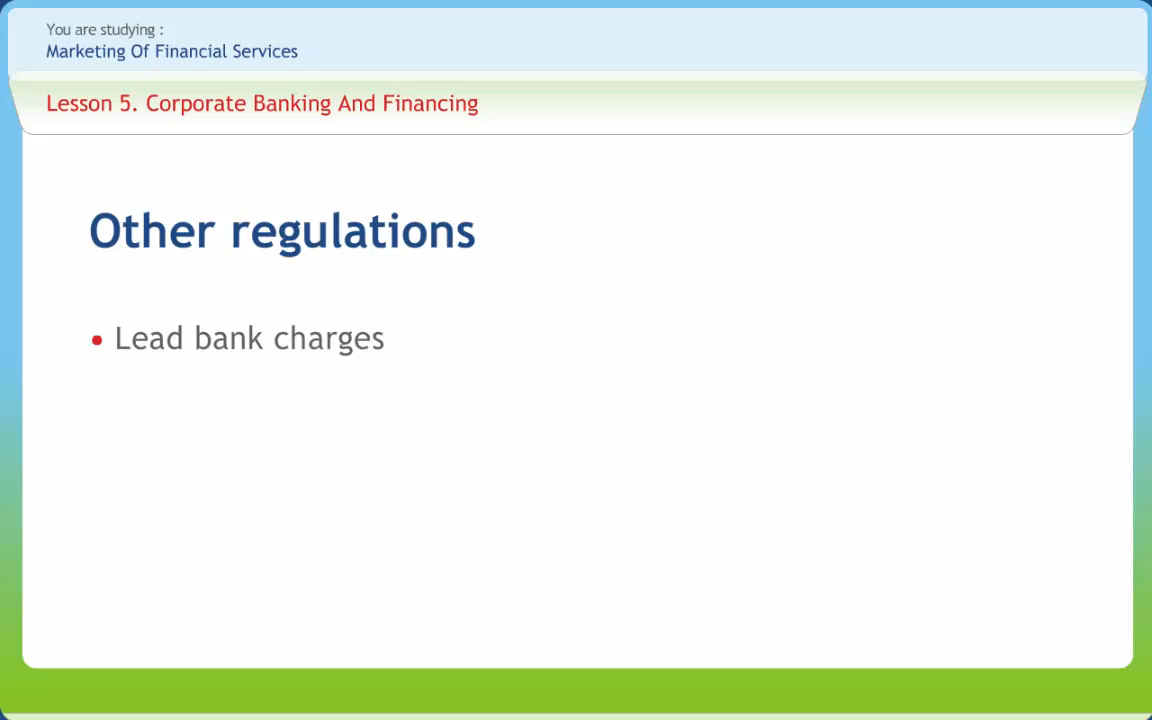 You are studying :
Marketing Of Financial Services
Lesson 5. Corporate Banking And Financing
Other regulations
• Lead bank charges